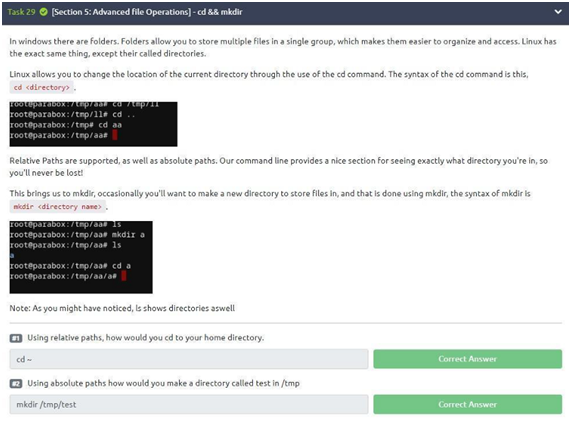 Task 29 [Section 5: Advanced File Operations] - cd && mkdir
In windows there are folders. Folders allow you to store multiple files in a single group, which makes them easier to organize and access. Linux has
the exact same thing, except their called directories.
Linux allows you to change the location of the current directory through the use of the cd command. The syntax of the cd command is this,
cd <directory> .
root@parabox:/tmp/aa# cd /tmp/ll
root@parabox:/tmp/ll# cd ..
root@parabox:/tmp# cd aa
root@parabox:/tmp/aa#
Relative Paths are supported, as well as absolute paths. Our command line provides a nice section for seeing exactly what directory you're in, so
you'll never be lost!
This brings us to mkdir, occasionally you'll want to make a new directory to store files in, and that is done using mkdir, the syntax of mkdir is
mkdir <directory name> .
root@parabox:/tmp/aa# ls
root@parabox:/tmp/aa# mkdir a
root@parabox:/tmp/aa# ls
a
root@parabox:/tmp/aa# cd a
root@parabox:/tmp/aa/a#
Note: As you might have noticed, ls shows directories aswell
#1 Using relative paths, how would you cd to your home directory.
cd ~
Correct Answer
#2 Using absolute paths how would you make a directory called test in /tmp
mkdir /tmp/test
Correct Answer